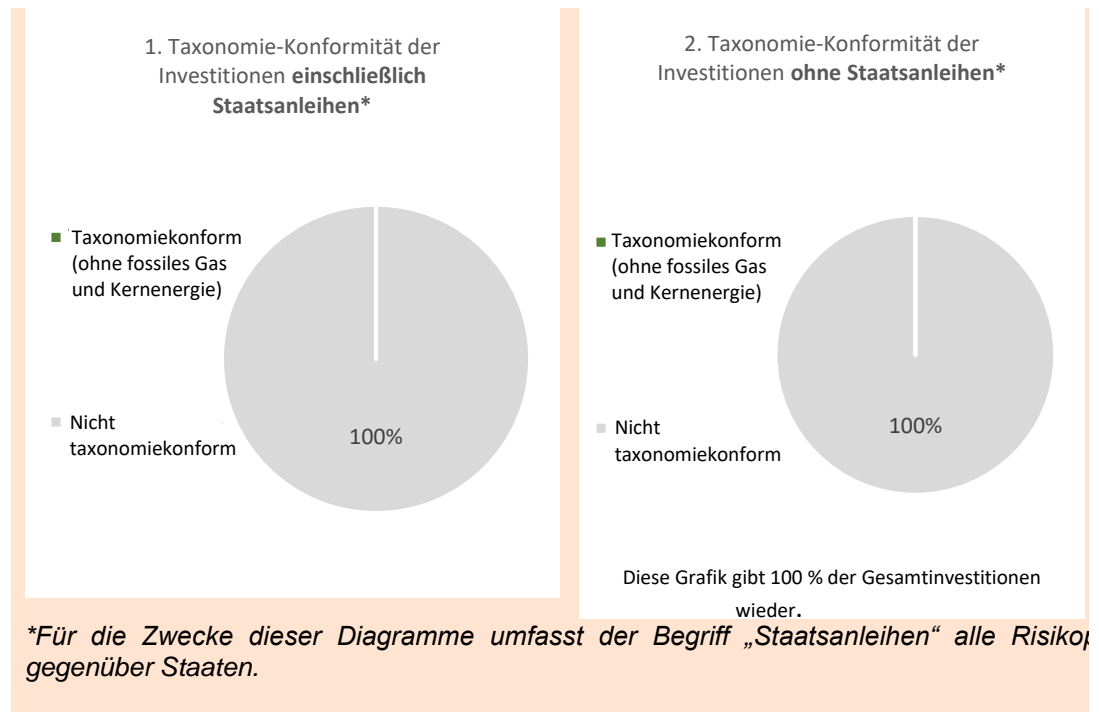 1. Taxonomie-Konformität der
Investitionen einschließlich
Staatsanleihen*
Taxonomiekonform
(ohne fossiles Gas
und Kernenergie)
Nicht
taxonomiekonform
100%
2. Taxonomie-Konformität der
Investitionen ohne Staatsanleihen*
Taxonomiekonform
(ohne fossiles Gas
und Kernenergie)
Nicht
taxonomiekonform
100%
Diese Grafik gibt 100 % der Gesamtinvestitionen
wieder.
*Für die Zwecke dieser Diagramme umfasst der Begriff „Staatsanleihen“ alle
gegenüber Staaten.